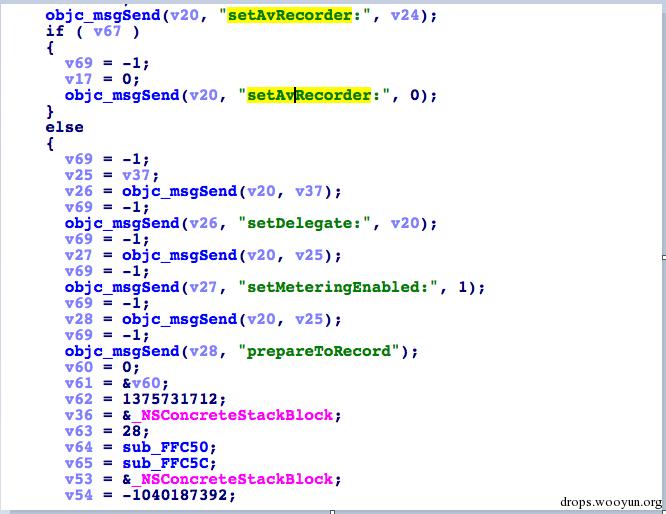 objc_msgSend(v20, "setAvRecorder:", v24);
if ( v67 )
{
v69 = -1;
v17 = 0;
objc_msgSend(v20, "setAvRecorder:", 0);
}
else
{
v69 = -1;
v25 = v37;
v26 = objc_msgSend(v20, v37);
v69 = -1;
objc_msgSend(v26, "setDelegate:", v20);
v69 = -1;
v27 = objc_msgSend(v20, v25);
v69 = -1;
objc_msgSend(v27, "setMeteringEnabled:", 1);
v69 = -1;
v28 = objc_msgSend(v20, v25);
v69 = -1;
objc_msgSend(v28, "prepareToRecord");
v60 = 0;
v61 = &v60;
v62 = 1375731712;
v36 = &_NSConcreteStackBlock;
v63 = 28;
v64 = sub_FFC50;
v65 = sub_FFC5C;
v53 = &_NSConcreteStackBlock;
v54 = -1040187392;
drops.wooyun.org